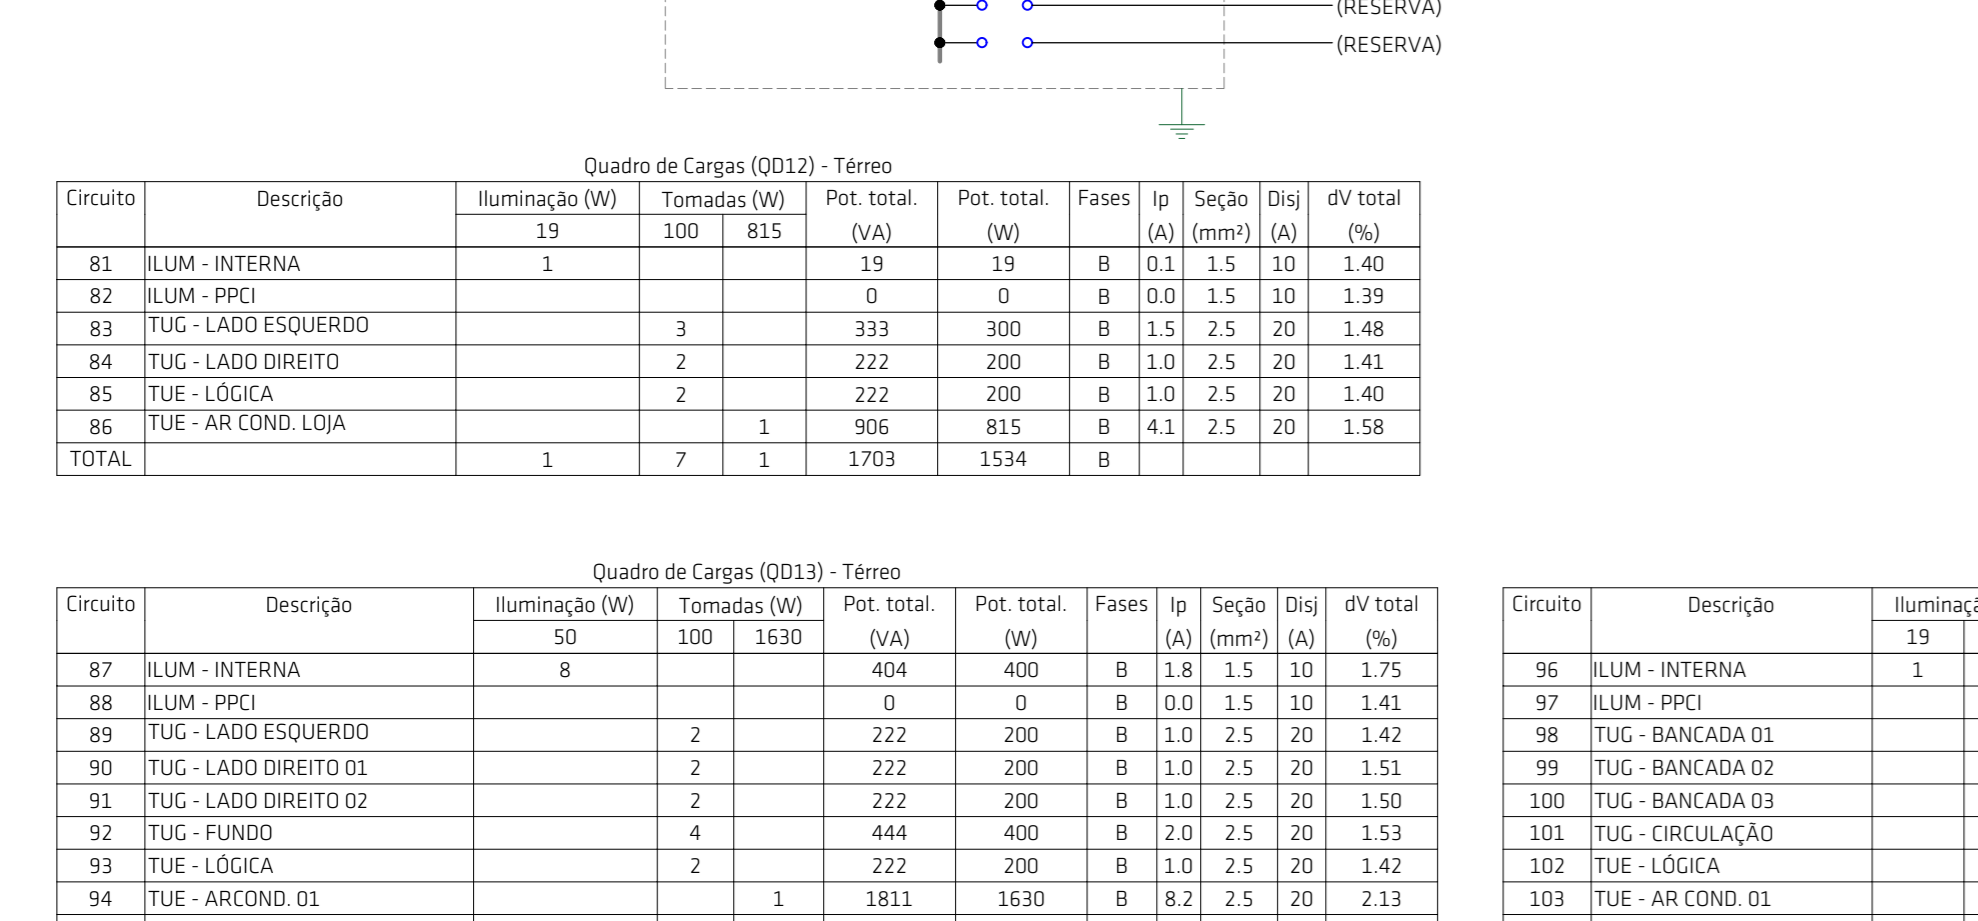 (RESERVA)
(RESERVA)
Quadro de Cargas (QD12) - Térreo
Circuito Descrição Iluminação (W) Tomadas (W) Pot. total. Pot. total. Fases Ip Seção Disj dV total
19 100 815 (VA) (W) (A) (mm²) (A) (%)
81 ILUM - INTERNA 1 19 19 B 0.1 1.5 10 1.40
82 ILUM - PPCI 0 0 B 0.0 1.5 10 1.39
83 TUG - LADO ESQUERDO 3 333 300 B 1.5 2.5 20 1.48
84 TUG - LADO DIREITO 2 222 200 B 1.0 2.5 20 1.41
85 TUE - LÓGICA 2 222 200 B 1.0 2.5 20 1.40
86 TUE - AR COND. LOJA 1 906 815 B 4.1 2.5 20 1.58
TOTAL 1 7 1 1703 1534 B
Quadro de Cargas (QD13) - Térreo
Circuito Descrição Iluminação (W) Tomadas (W) Pot. total. Pot. total. Fases Ip Seção Disj dV total
50 100 1630 (VA) (W) (A) (mm²) (A) (%)
87 ILUM - INTERNA 8 404 400 B 1.8 1.5 10 1.75
88 ILUM - PPCI 0 0 B 0.0 1.5 10 1.41
89 TUG - LADO ESQUERDO 2 222 200 B 1.0 2.5 20 1.42
90 TUG - LADO DIREITO 01 2 222 200 B 1.0 2.5 20 1.51
91 TUG - LADO DIREITO 02 2 222 200 B 1.0 2.5 20 1.50
92 TUG - FUNDO 4 444 400 B 2.0 2.5 20 1.53
93 TUE - LÓGICA 2 222 200 B 1.0 2.5 20 1.42
94 TUE - ARCOND. 01 1 1811 1630 B 8.2 2.5 20 2.13
Circuito Descrição
19
96 ILUM - INTERNA 1
97 ILUM - PPCI
98 TUG - BANCADA 01
99 TUG - BANCADA 02
100 TUG - BANCADA 03
101 TUG - CIRCULAÇÃO
102 TUE - LÓGICA
103 TUE - AR COND. 01